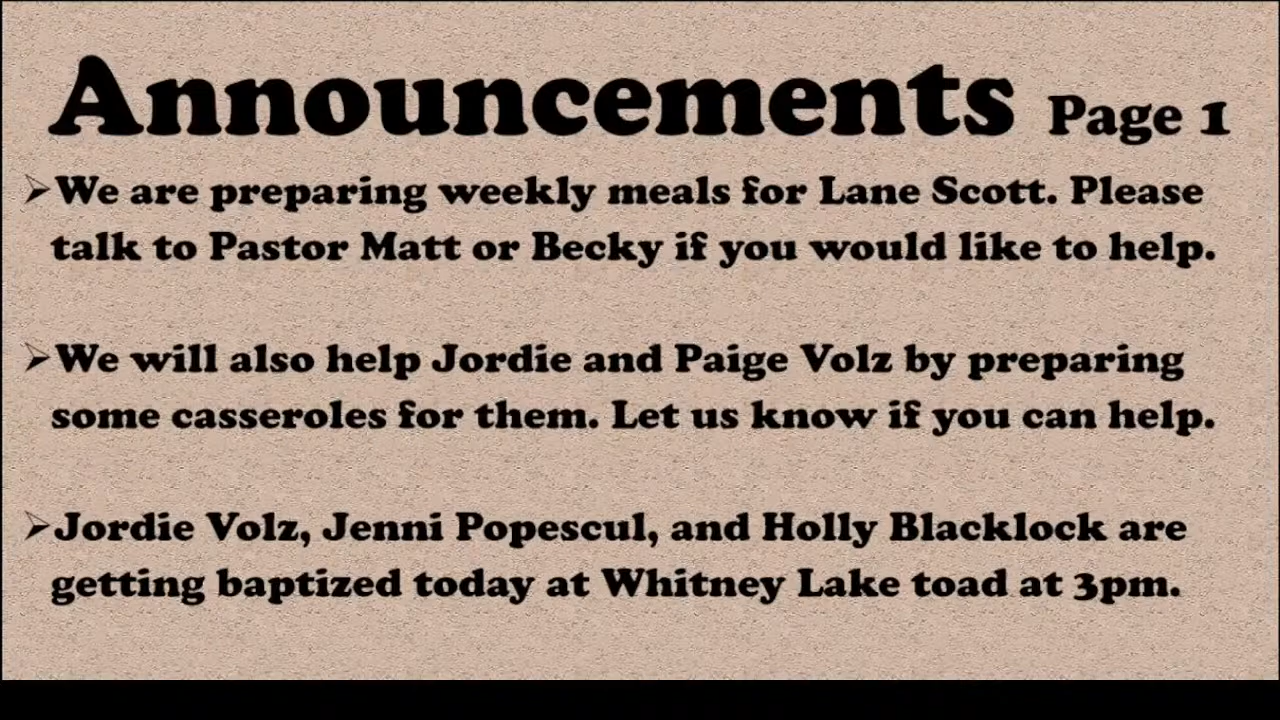 Announcements Page 1
➢We are preparing weekly meals for Lane Scott. Please
talk to Pastor Matt or Becky if you would like to help.
➢We will also help Jordie and Paige Volz by preparing
some casseroles for them. Let us know if you can help.
➢Jordie Volz, Jenni Popescul, and Holly Blacklock are
getting baptized today at Whitney Lake toad at 3pm.